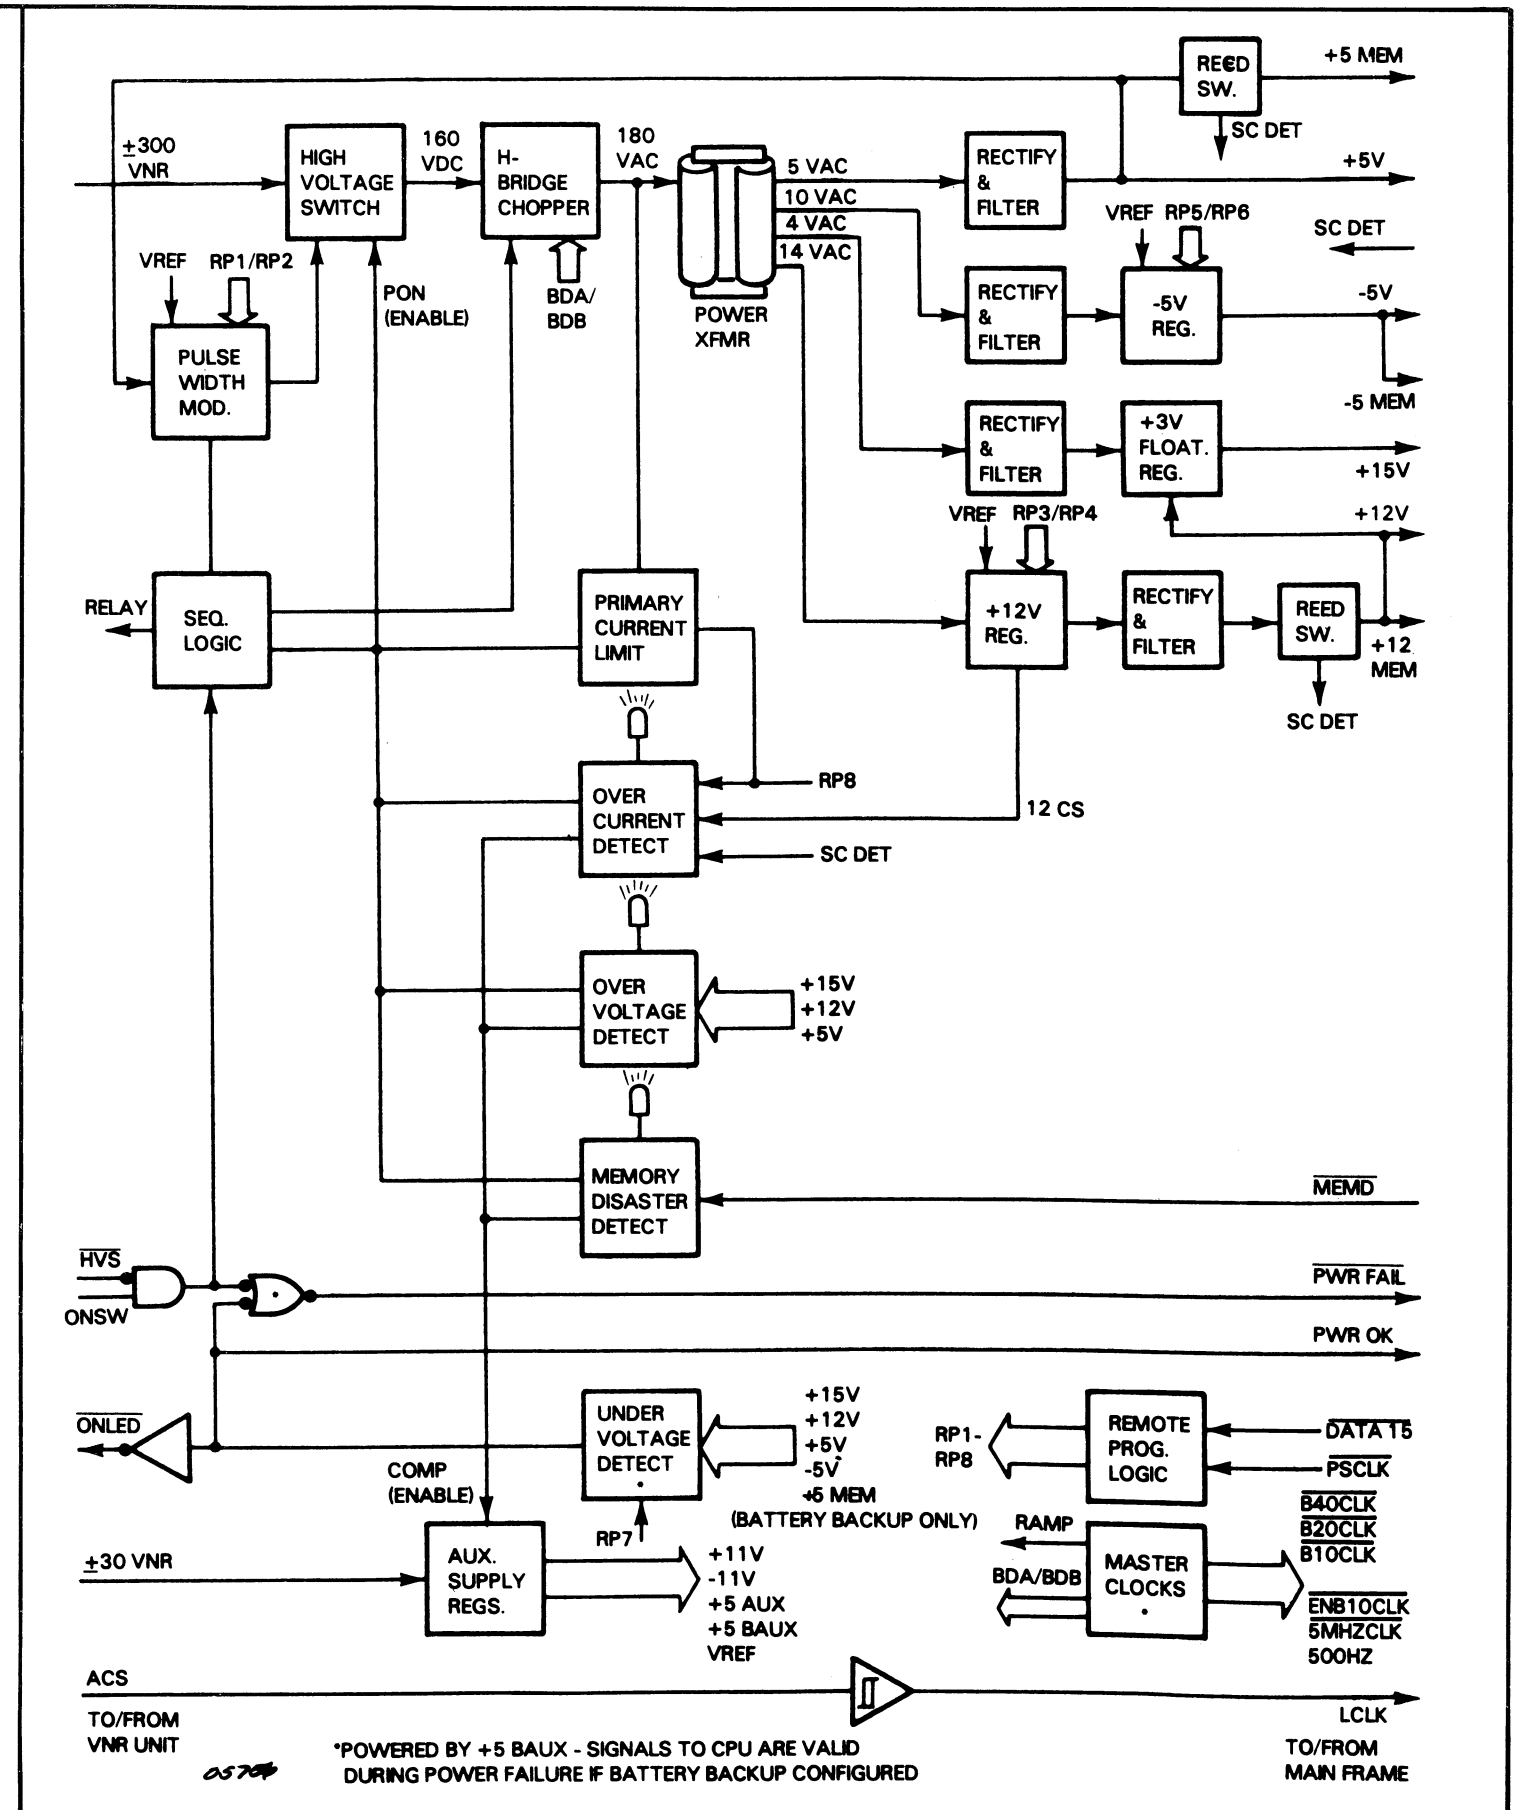 REED
SW.
+5 MEM
SC DET
±300
VNR
HIGH
VOLTAGE
SWITCH
160
VDC
H-
BRIDGE
CHOPPER
180
VAC
5 VAC
10 VAC
4 VAC
14 VAC
POWER
XFMR
RECTIFY
&
FILTER
+5V
VREF
RP5/RP6
SC DET
VREF
RP1/RP2
PON
(ENABLE)
BDA/
BDB
RECTIFY
&
FILTER
-5V
REG.
-5V
-5 MEM
PULSE
WIDTH
MOD.
RECTIFY
&
FILTER
+3V
FLOAT.
REG.
+15V
VREF
RP3/RP4
+12V
RELAY
SEQ.
LOGIC
PRIMARY
CURRENT
LIMIT
+12V
REG.
RECTIFY
&
FILTER
REED
SW.
+12
MEM
SC DET
OVER
CURRENT
DETECT
RP8
12 CS
SC DET
OVER
VOLTAGE
DETECT
+15V
+12V
+5V
MEMORY
DISASTER
DETECT
MEMD
HVS
ONSW
PWR FAIL
PWR OK
ONLED
COMP
(ENABLE)
UNDER
VOLTAGE
DETECT
•
RP7
+15V
+12V
+5V
-5V
+5 MEM
(BATTERY BACKUP ONLY)
RP1-
RP8
REMOTE
PROG.
LOGIC
DATA 15
PSCLK
±30 VNR
AUX.
SUPPLY
REGS.
+11V
-11V
+5 AUX
+5 BAUX
VREF
RAMP
BDA/BDB
MASTER
CLOCKS
•
B40CLK
B20CLK
B10CLK
ENB10CLK
5MHZCLK
500HZ
ACS
LCLK
TO/FROM
VNR UNIT
*POWERED BY +5 BAUX - SIGNALS TO CPU ARE VALID
DURING POWER FAILURE IF BATTERY BACKUP CONFIGURED
TO/FROM
MAIN FRAME